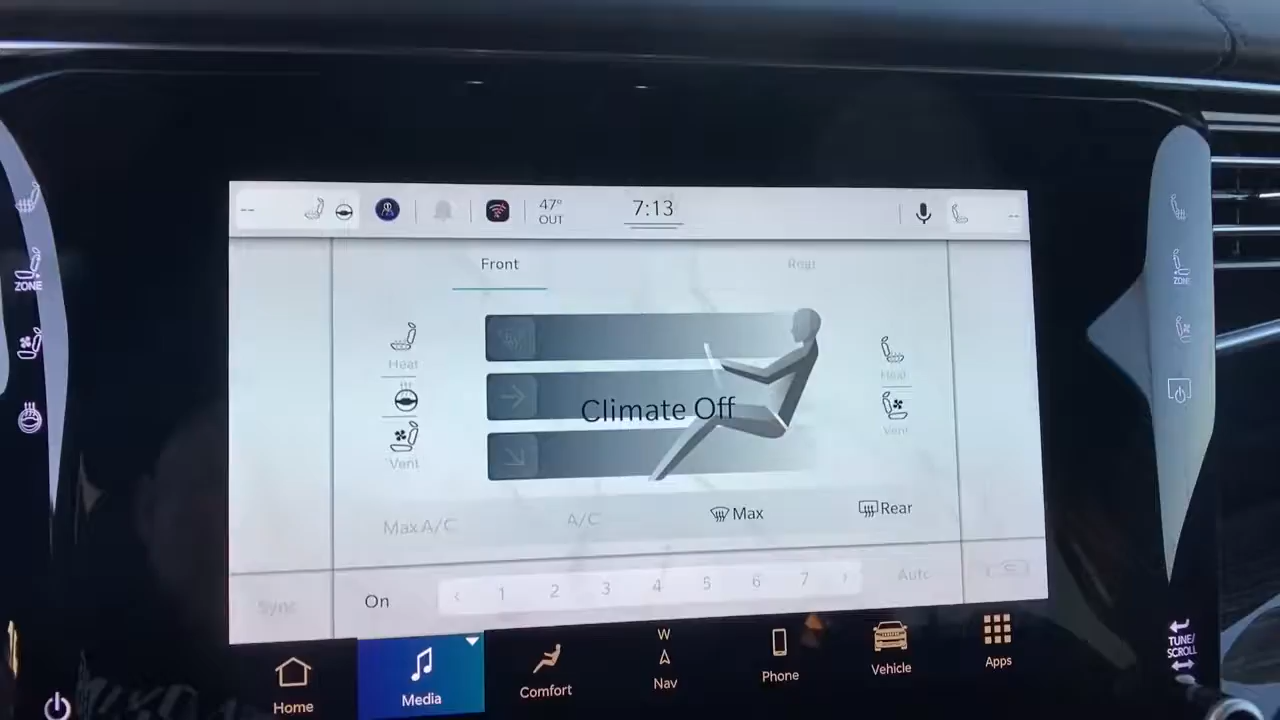 --
47°
OUT
7:13
--
Front
Rear
Heat
Vent
Heat
Vent
Climate Off
Max A/C
A/C
Max
Rear
Sync
On
‹ 1 2 3 4 5 6 7 ›
Auto
Home
Media
Comfort
W
Nav
Phone
Vehicle
Apps
ZONE
ZONE
TUNE/
SCROLL